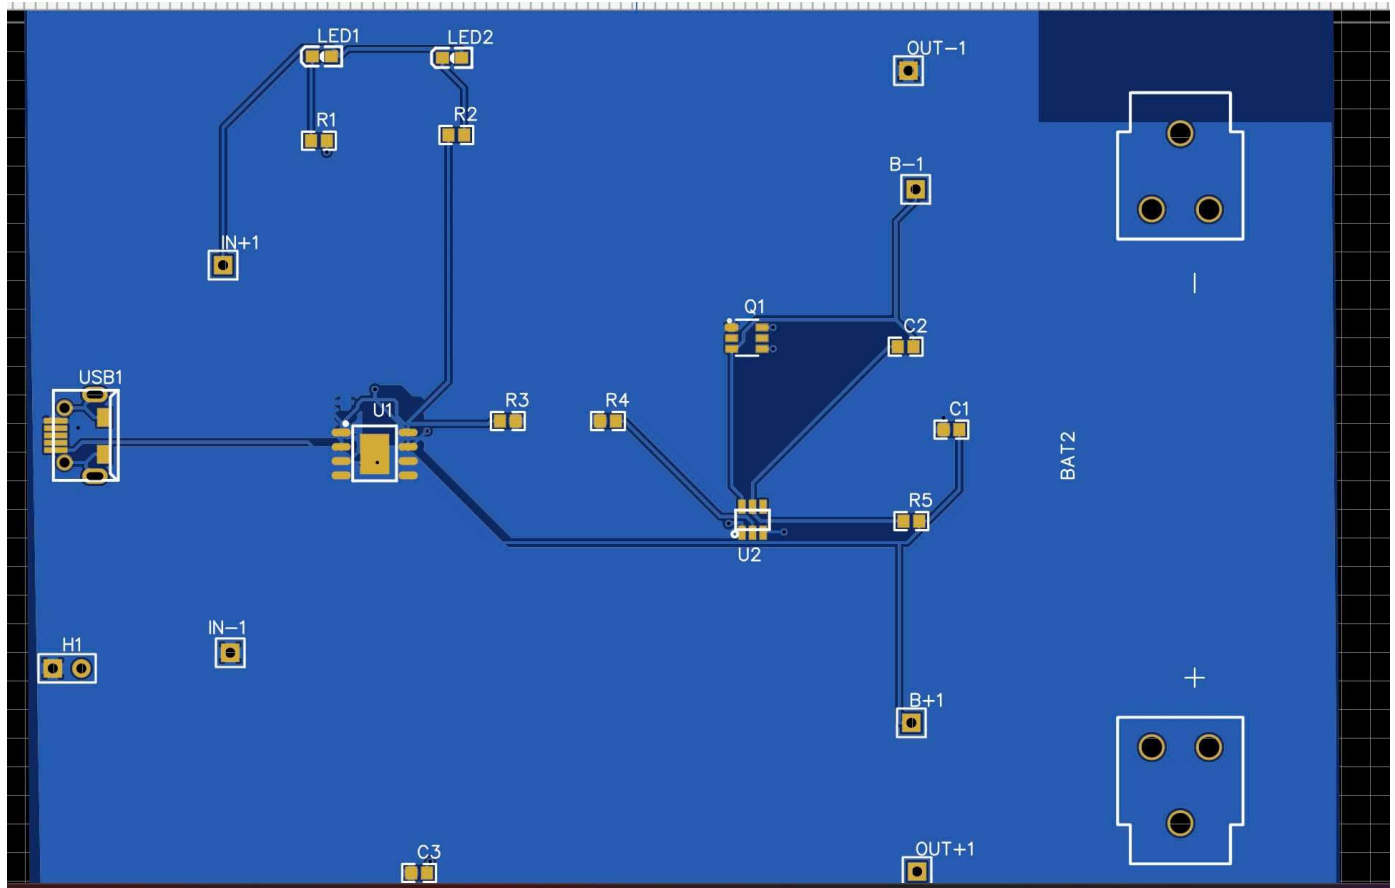 LED1
LED2
OUT-1
R1
R2
B-1
IN+1
Q1
C2
USB1
U1
R3
R4
C1
BAT2
R5
U2
IN-1
H1
B+1
C3
OUT+1